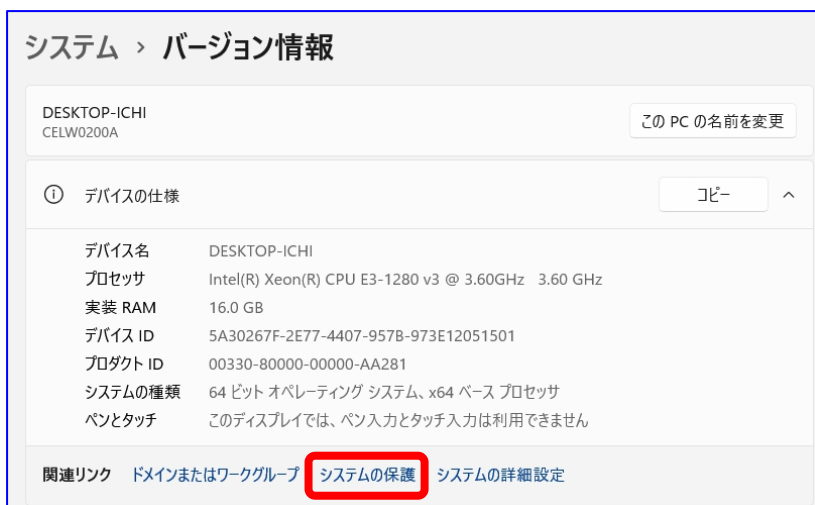 システム › バージョン情報
DESKTOP-ICHI
CELW0200A
この PC の名前を変更
デバイスの仕様
コピー
デバイス名 DESKTOP-ICHI
プロセッサ Intel(R) Xeon(R) CPU E3-1280 v3 @ 3.60GHz 3.60 GHz
実装 RAM 16.0 GB
デバイス ID 5A30267F-2E77-4407-957B-973E12051501
プロダクト ID 00330-80000-00000-AA281
システムの種類 64 ビット オペレーティング システム、x64 ベース プロセッサ
ペンとタッチ このディスプレイでは、ペン入力とタッチ入力は利用できません
関連リンク ドメインまたはワークグループ システムの保護 システムの詳細設定